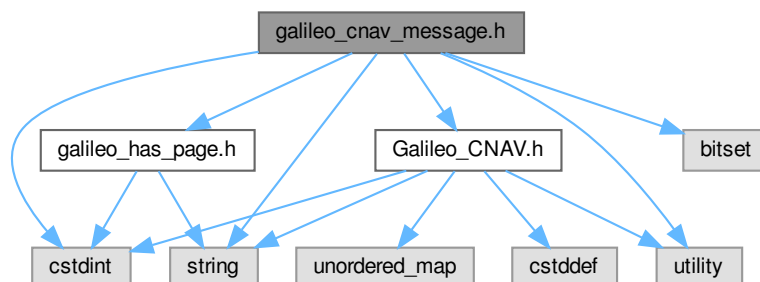 galileo_cnav_message.h
galileo_has_page.h
Galileo_CNAV.h
bitset
cstdint
string
unordered_map
cstddef
utility